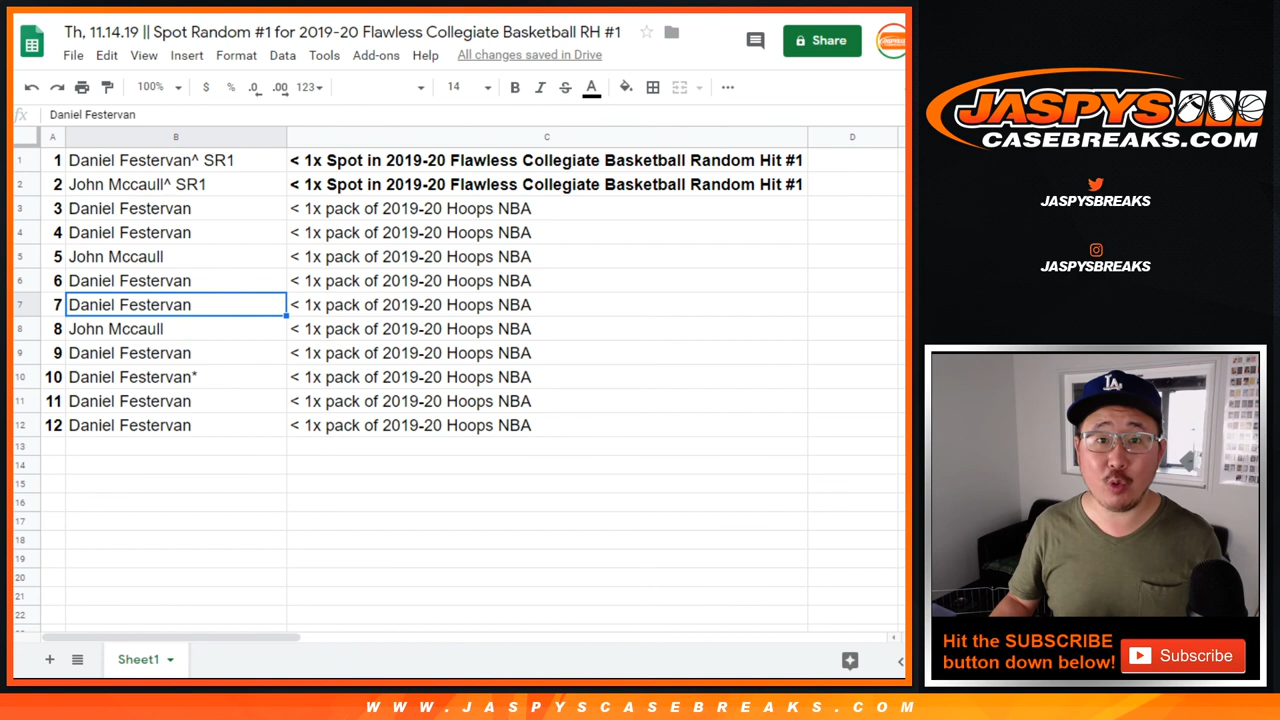 Th, 11.14.19 || Spot Random #1 for 2019-20 Flawless Collegiate Basketball RH #1
File Edit View Insert Format Data Tools Add-ons Help All changes saved in Drive
Share
100% $ % .0 .00 123 14 B I S A
fx Daniel Festervan
A B C D
1 1 Daniel Festervan^ SR1 < 1x Spot in 2019-20 Flawless Collegiate Basketball Random Hit #1
2 2 John Mccaull^ SR1 < 1x Spot in 2019-20 Flawless Collegiate Basketball Random Hit #1
3 3 Daniel Festervan < 1x pack of 2019-20 Hoops NBA
4 4 Daniel Festervan < 1x pack of 2019-20 Hoops NBA
5 5 John Mccaull < 1x pack of 2019-20 Hoops NBA
6 6 Daniel Festervan < 1x pack of 2019-20 Hoops NBA
7 7 Daniel Festervan < 1x pack of 2019-20 Hoops NBA
8 8 John Mccaull < 1x pack of 2019-20 Hoops NBA
9 9 Daniel Festervan < 1x pack of 2019-20 Hoops NBA
10 10 Daniel Festervan* < 1x pack of 2019-20 Hoops NBA
11 11 Daniel Festervan < 1x pack of 2019-20 Hoops NBA
12 12 Daniel Festervan < 1x pack of 2019-20 Hoops NBA
13
14
15
16
17
18
19
20
21
22
Sheet1
JASPYS
CASEBREAKS.COM
JASPYSBREAKS
JASPYSBREAKS
LA
Hit the SUBSCRIBE
button down below!
Subscribe
WWW.JASPYSCASEBREAKS.COM